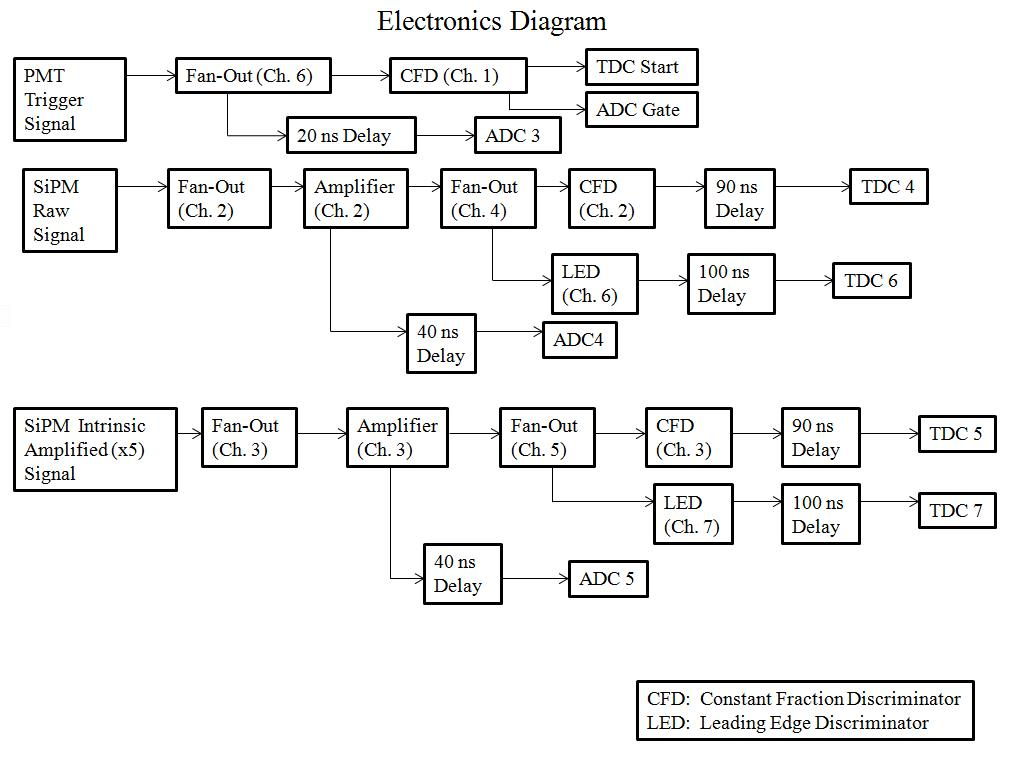 Electronics Diagram
PMT
Trigger
Signal
Fan-Out (Ch. 6)
CFD (Ch. 1)
TDC Start
ADC Gate
20 ns Delay
ADC 3
SiPM
Raw
Signal
Fan-Out
(Ch. 2)
Amplifier
(Ch. 2)
Fan-Out
(Ch. 4)
CFD
(Ch. 2)
90 ns
Delay
TDC 4
LED
(Ch. 6)
100 ns
Delay
TDC 6
40 ns
Delay
ADC4
SiPM Intrinsic
Amplified (x5)
Signal
Fan-Out
(Ch. 3)
Amplifier
(Ch. 3)
Fan-Out
(Ch. 5)
CFD
(Ch. 3)
90 ns
Delay
TDC 5
LED
(Ch. 7)
100 ns
Delay
TDC 7
40 ns
Delay
ADC 5
CFD: Constant Fraction Discriminator
LED: Leading Edge Discriminator